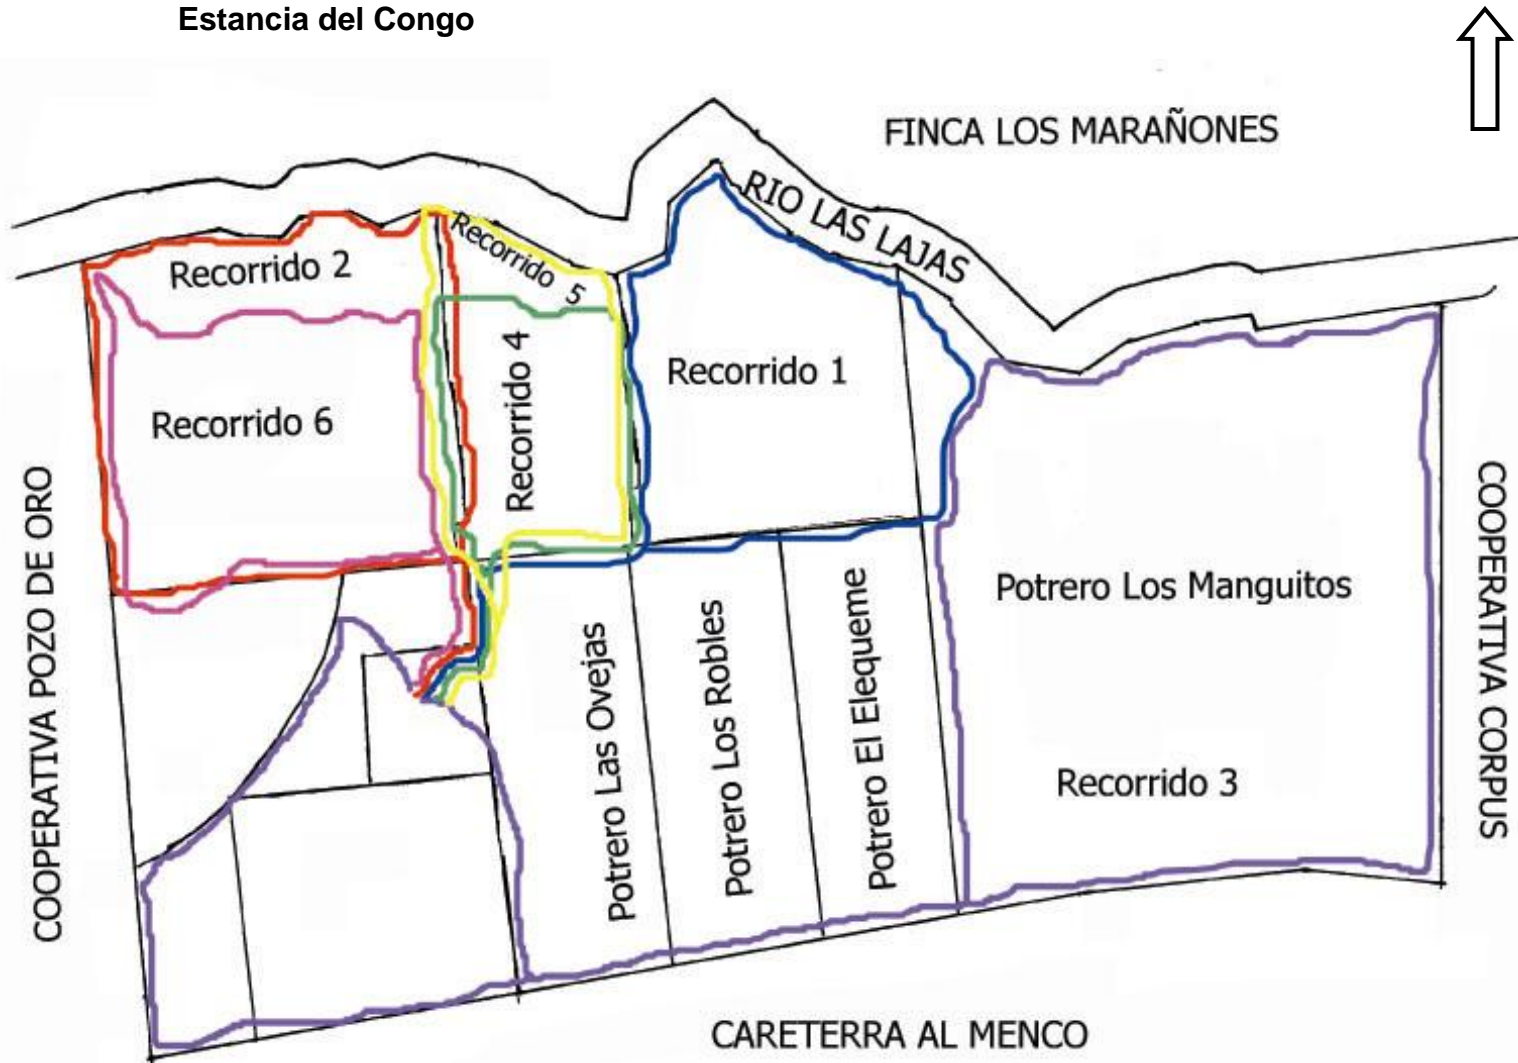 Estancia del Congo
FINCA LOS MARAÑONES
RIO LAS LAJAS
Recorrido 2
Recorrido 5
Recorrido 4
Recorrido 1
Recorrido 6
COOPERATIVA POZO DE ORO
Potrero Las Ovejas
Potrero Los Robles
Potrero El Elequeme
Potrero Los Manguitos
Recorrido 3
COOPERATIVA CORPUS
CARETERRA AL MENCO